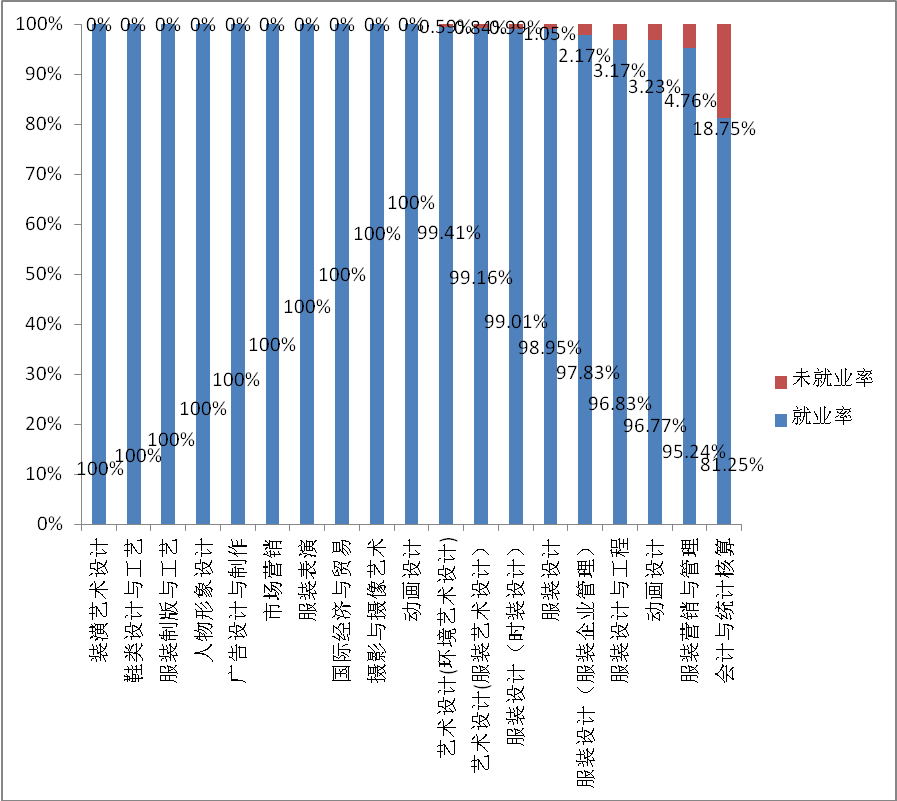 100%
90%
80%
70%
60%
50%
40%
30%
20%
10%
0%
0% 0% 0% 0% 0% 0% 0% 0% 0% 0% 0.59% 0.84% 0.99% 1.05% 2.17% 3.17% 3.23% 4.76% 18.75%
100% 100% 100% 100% 100% 100% 100% 100% 100% 100% 99.41% 99.16% 99.01% 98.95% 97.83% 96.83% 96.77% 95.24% 81.25%
装潢艺术设计
鞋类设计与工艺
服装制版与工艺
人物形象设计
广告设计与制作
市场营销
服装表演
国际经济与贸易
摄影与摄像艺术
动画设计
艺术设计(环境艺术设计)
艺术设计(服装艺术设计）
服装设计（时装设计）
服装设计
服装设计（服装企业管理）
服装设计与工程
动画设计
服装营销与管理
会计与统计核算
未就业率
就业率